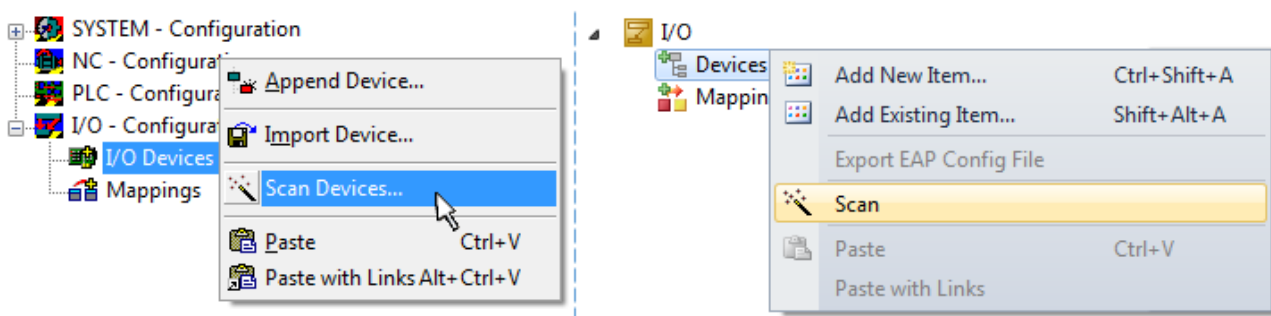 SYSTEM - Configuration
NC - Configurat
PLC - Configura
I/O - Configurat
I/O Devices
Mappings
Append Device...
Import Device...
Scan Devices...
Paste Ctrl+V
Paste with Links Alt+Ctrl+V
I/O
Devices
Mappin
Add New Item... Ctrl+Shift+A
Add Existing Item... Shift+Alt+A
Export EAP Config File
Scan
Paste Ctrl+V
Paste with Links